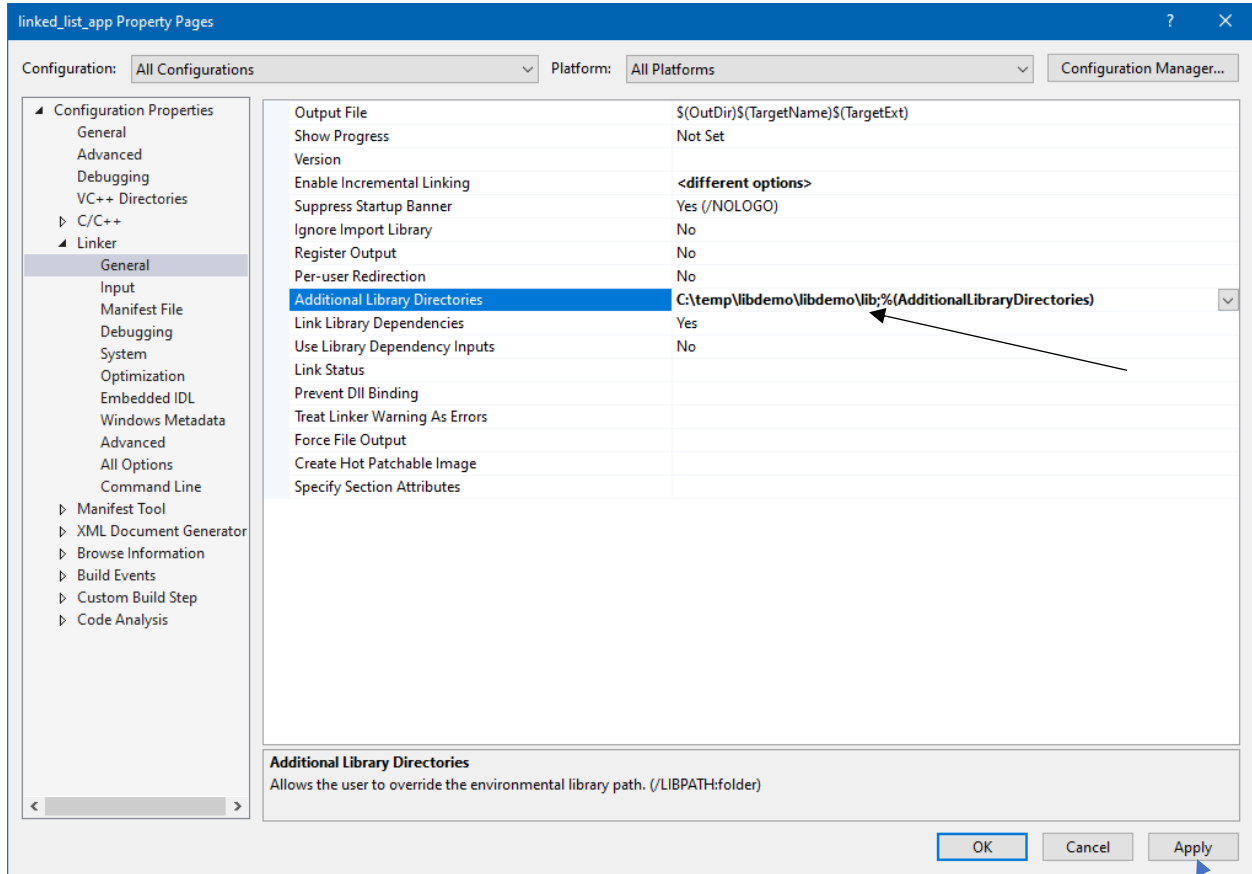 linked_list_app Property Pages
? ×
Configuration: All Configurations Platform: All Platforms Configuration Manager...
Configuration Properties
General
Advanced
Debugging
VC++ Directories
C/C++
Linker
General
Input
Manifest File
Debugging
System
Optimization
Embedded IDL
Windows Metadata
Advanced
All Options
Command Line
Manifest Tool
XML Document Generator
Browse Information
Build Events
Custom Build Step
Code Analysis
Output File $(OutDir)$(TargetName)$(TargetExt)
Show Progress Not Set
Version
Enable Incremental Linking <different options>
Suppress Startup Banner Yes (/NOLOGO)
Ignore Import Library No
Register Output No
Per-user Redirection No
Additional Library Directories C:\temp\libdemo\libdemo\lib;%(AdditionalLibraryDirectories)
Link Library Dependencies Yes
Use Library Dependency Inputs No
Link Status
Prevent Dll Binding
Treat Linker Warning As Errors
Force File Output
Create Hot Patchable Image
Specify Section Attributes
Additional Library Directories
Allows the user to override the environmental library path. (/LIBPATH:folder)
OK Cancel Apply